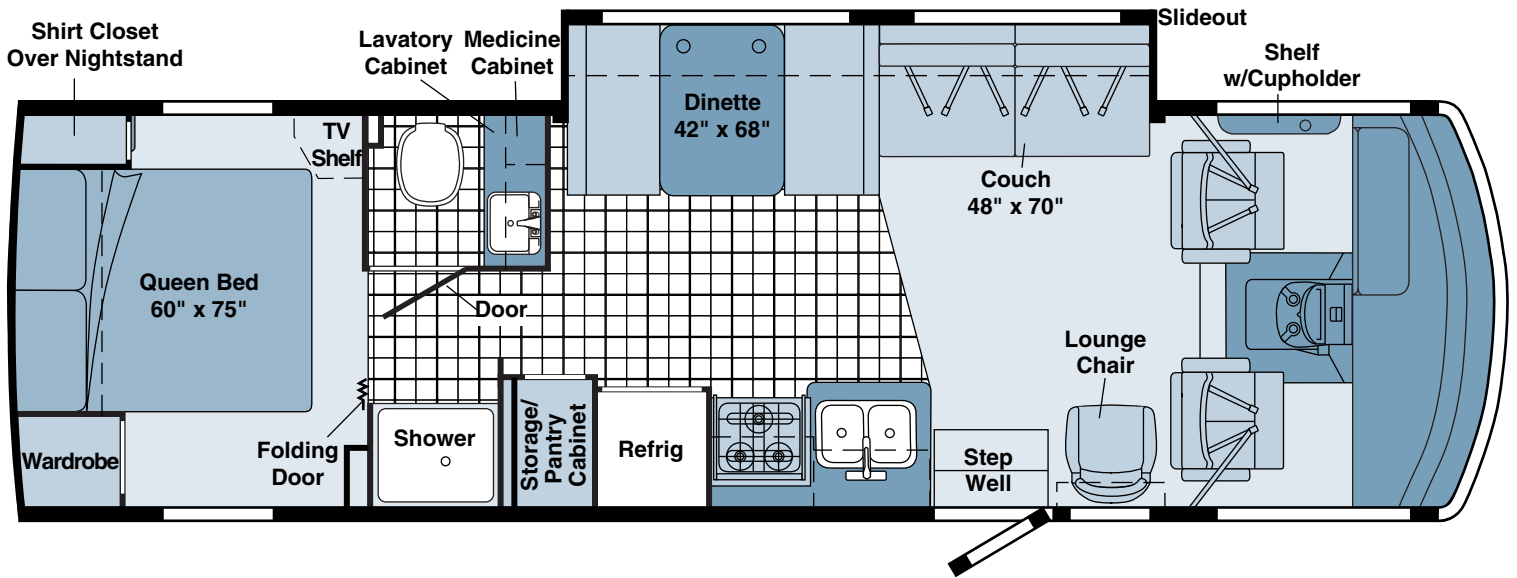 Shirt Closet
Over Nightstand
Lavatory
Cabinet
Medicine
Cabinet
Slideout
Shelf
w/Cupholder
TV
Shelf
Dinette
42" x 68"
Couch
48" x 70"
Queen Bed
60" x 75"
Door
Lounge
Chair
Folding
Door
Wardrobe
Shower
Storage/
Pantry
Cabinet
Refrig
Step
Well